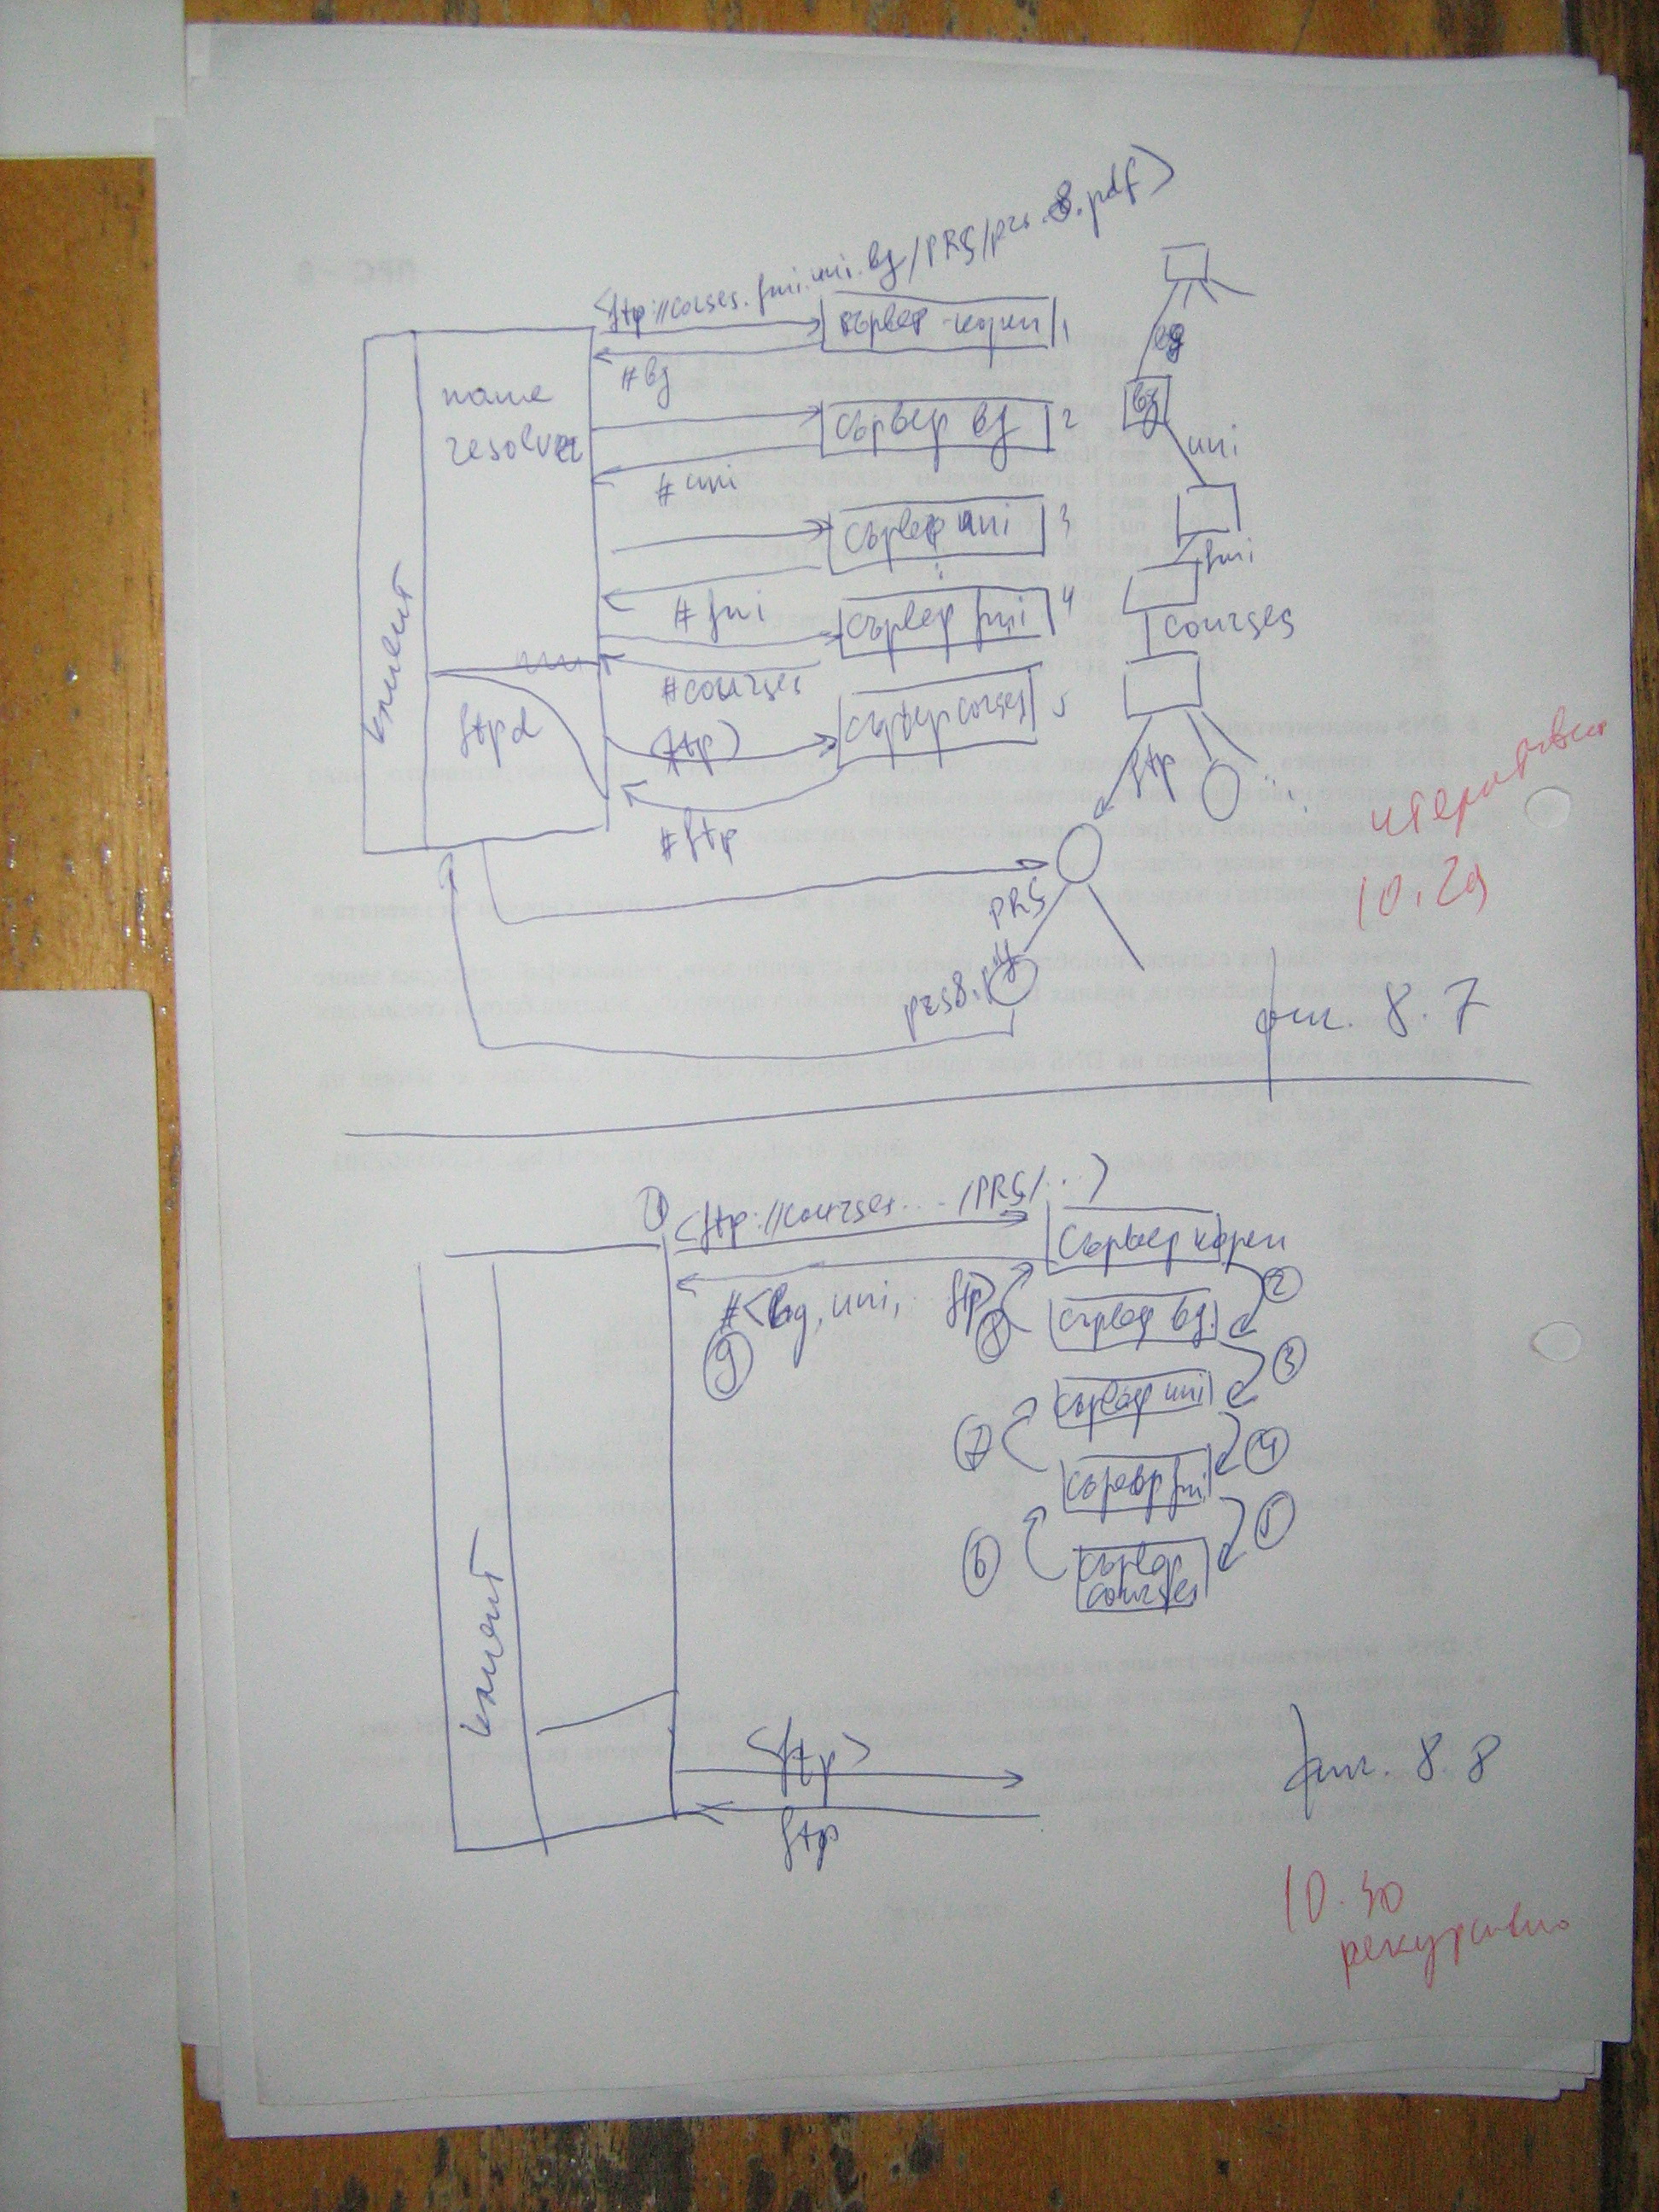 <ftp://courses.fmi.uni.bg/PRS/prs.8.pdf>
сървер-корен 1
#bg
name
resolver
сървер bg 2
#uni
сървер uni 3
#fmi
сървер fmi 4
#courses
клиент
ftpd
<ftp>
сървер courses 5
#ftp
bg
bg
uni
fmi
courses
ftp
PRS
итеративен
10.29
фиг. 8.7
1
<ftp://courses... /PRS/...>
сървер корен
#<bg, uni, ... ftp>
9
8
2
сървер bg
3
сървер uni
7
4
сървер fmi
6
5
сървер
courses
клиент
<ftp>
ftp
фиг. 8.8
10.30
рекурсивно